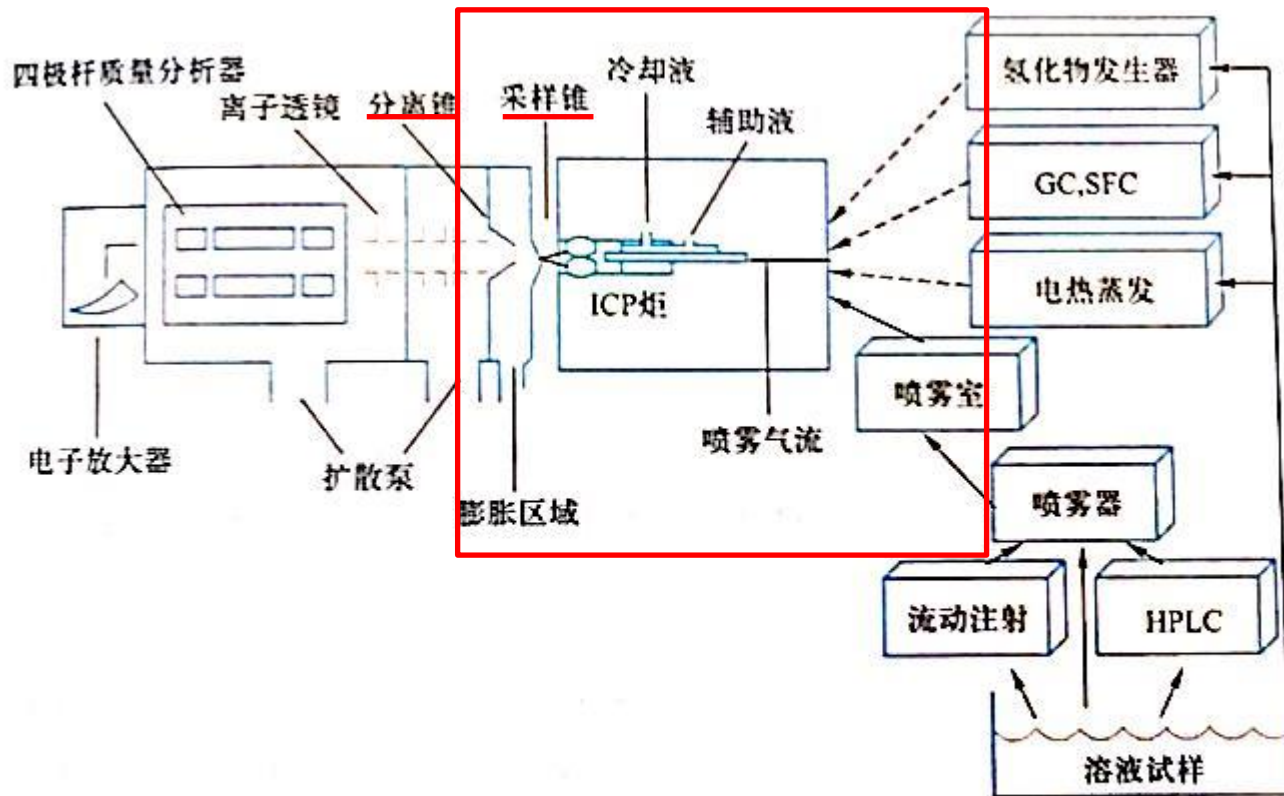 四极杆质量分析器
离子透镜
分离锥
采样锥
冷却液
辅助液
氢化物发生器
GC,SFC
电热蒸发
ICP炬
喷雾室
喷雾气流
电子放大器
扩散泵
膨胀区域
喷雾器
流动注射
HPLC
溶液试样